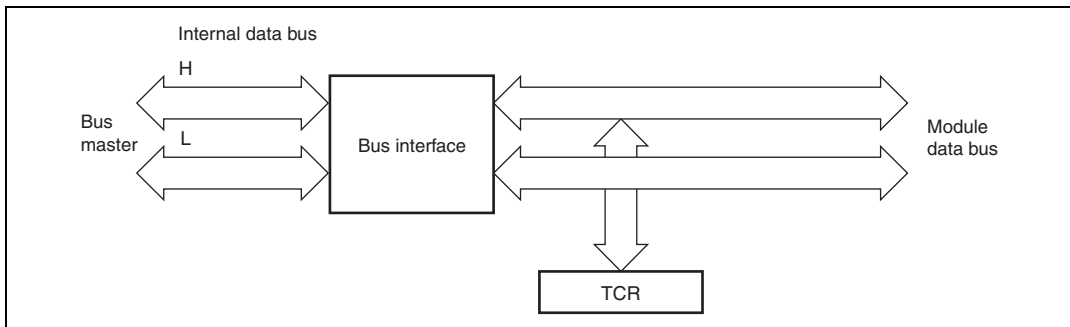 Internal data bus
H
Bus
master
L
Bus interface
Module
data bus
TCR